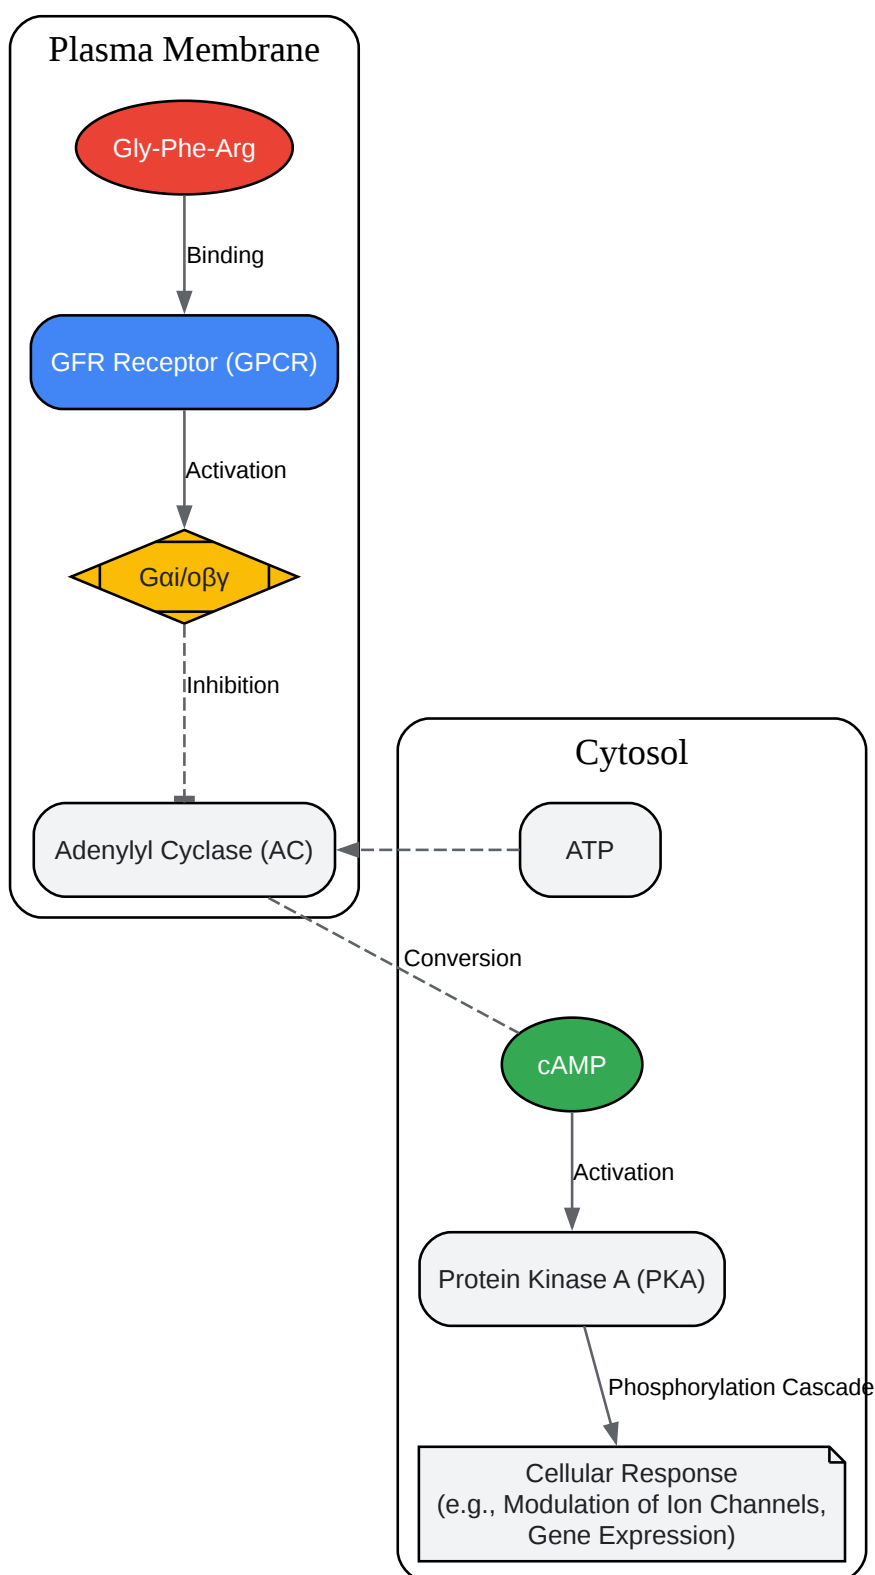 Plasma Membrane
Gly-Phe-Arg
Binding
GFR Receptor (GPCR)
Activation
Gαi/oβγ
Inhibition
Cytosol
Adenylyl Cyclase (AC)
ATP
Conversion
cAMP
Activation
Protein Kinase A (PKA)
Phosphorylation Cascade
Cellular Response
(e.g., Modulation of Ion Channels,
Gene Expression)